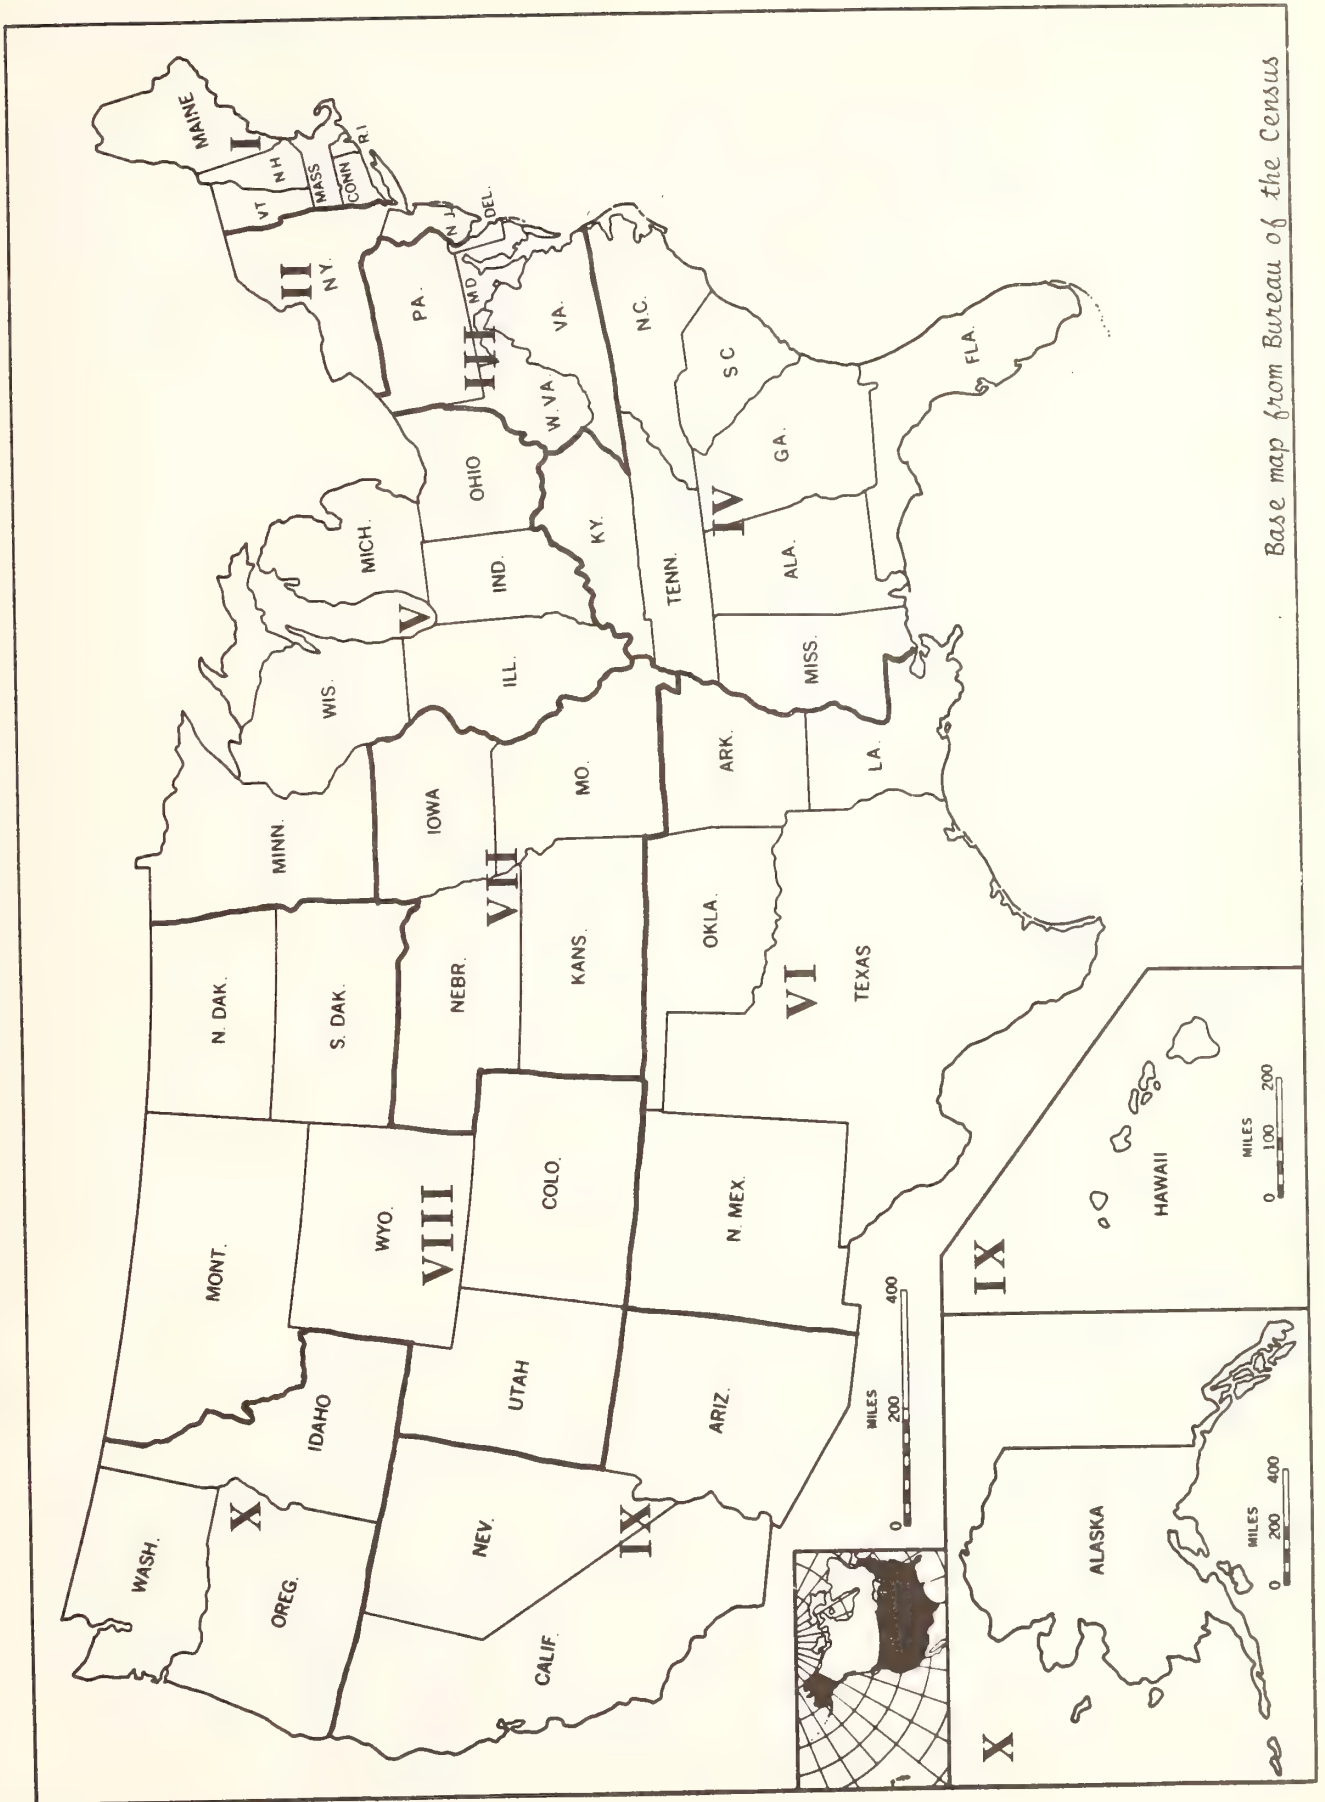 WASH.
OREG.
X
IDAHO
MONT.
WYO.
VIII
NEV.
CALIF.
IX
UTAH
ARIZ.
COLO.
N. MEX.
N. DAK.
S. DAK.
NEBR.
VII
KANS.
OKLA.
VI
TEXAS
MINN.
IOWA
MO.
ARK.
LA.
WIS.
V
ILL.
MICH.
IND.
OHIO
KY.
TENN.
IV
MISS.
ALA.
GA.
FLA.
S C
N.C.
VA.
W. VA.
III
MD
DEL.
PA.
N J
II
N Y.
VT
N H
I
MAINE
MASS
CONN
R.I
MILES
0 200 400
X
ALASKA
MILES
0 200 400
IX
HAWAII
MILES
0 100 200
Base map from Bureau of the Census